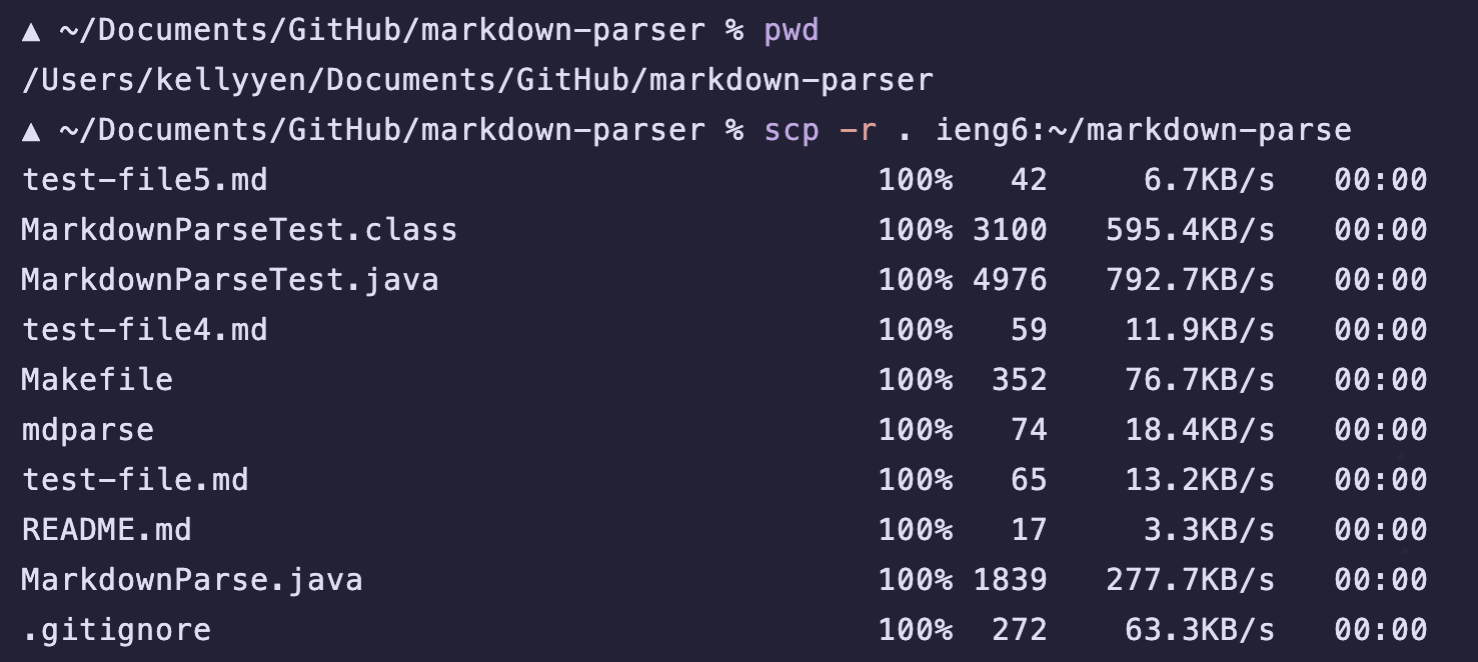 ▲ ~/Documents/GitHub/markdown-parser % pwd
/Users/kellyyen/Documents/GitHub/markdown-parser
▲ ~/Documents/GitHub/markdown-parser % scp -r . ieng6:~/markdown-parse
test-file5.md 100% 42 6.7KB/s 00:00
MarkdownParseTest.class 100% 3100 595.4KB/s 00:00
MarkdownParseTest.java 100% 4976 792.7KB/s 00:00
test-file4.md 100% 59 11.9KB/s 00:00
Makefile 100% 352 76.7KB/s 00:00
mdparse 100% 74 18.4KB/s 00:00
test-file.md 100% 65 13.2KB/s 00:00
README.md 100% 17 3.3KB/s 00:00
MarkdownParse.java 100% 1839 277.7KB/s 00:00
.gitignore 100% 272 63.3KB/s 00:00